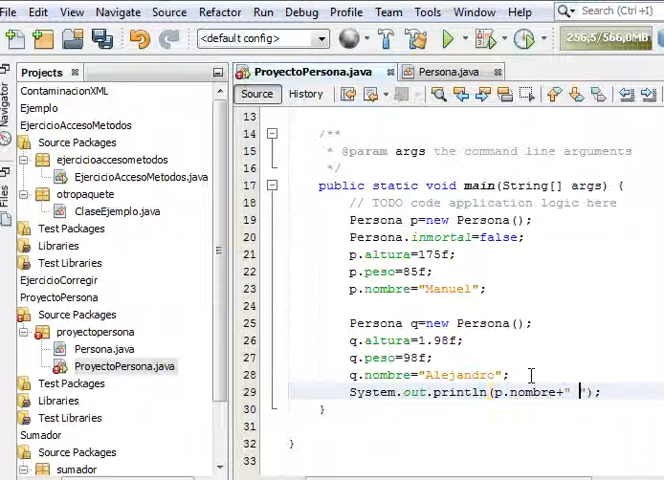 File Edit View Navigate Source Refactor Run Debug Profile Team Tools Window Help Search (Ctrl+I)
<default config> 256,5/566,0MB
Projects
ProyectoPersona.java Persona.java
Source History
Navigator
Files
ContaminacionXML
Ejemplo
EjercicioAccesoMetodos
Source Packages
ejercicioaccesometodos
EjercicioAccesoMetodos.java
otropaquete
ClaseEjemplo.java
Test Packages
Libraries
Test Libraries
EjercicioCorregir
ProyectoPersona
Source Packages
proyectopersona
Persona.java
ProyectoPersona.java
Test Packages
Libraries
Test Libraries
Sumador
Source Packages
sumador
13
14 /**
15 * @param args the command line arguments
16 */
17 public static void main(String[] args) {
18 // TODO code application logic here
19 Persona p=new Persona();
20 Persona.inmortal=false;
21 p.altura=175f;
22 p.peso=85f;
23 p.nombre="Manuel";
24
25 Persona q=new Persona();
26 q.altura=1.98f;
27 q.peso=98f;
28 q.nombre="Alejandro";
29 System.out.println(p.nombre+" ");
30 }
31
32 }
33